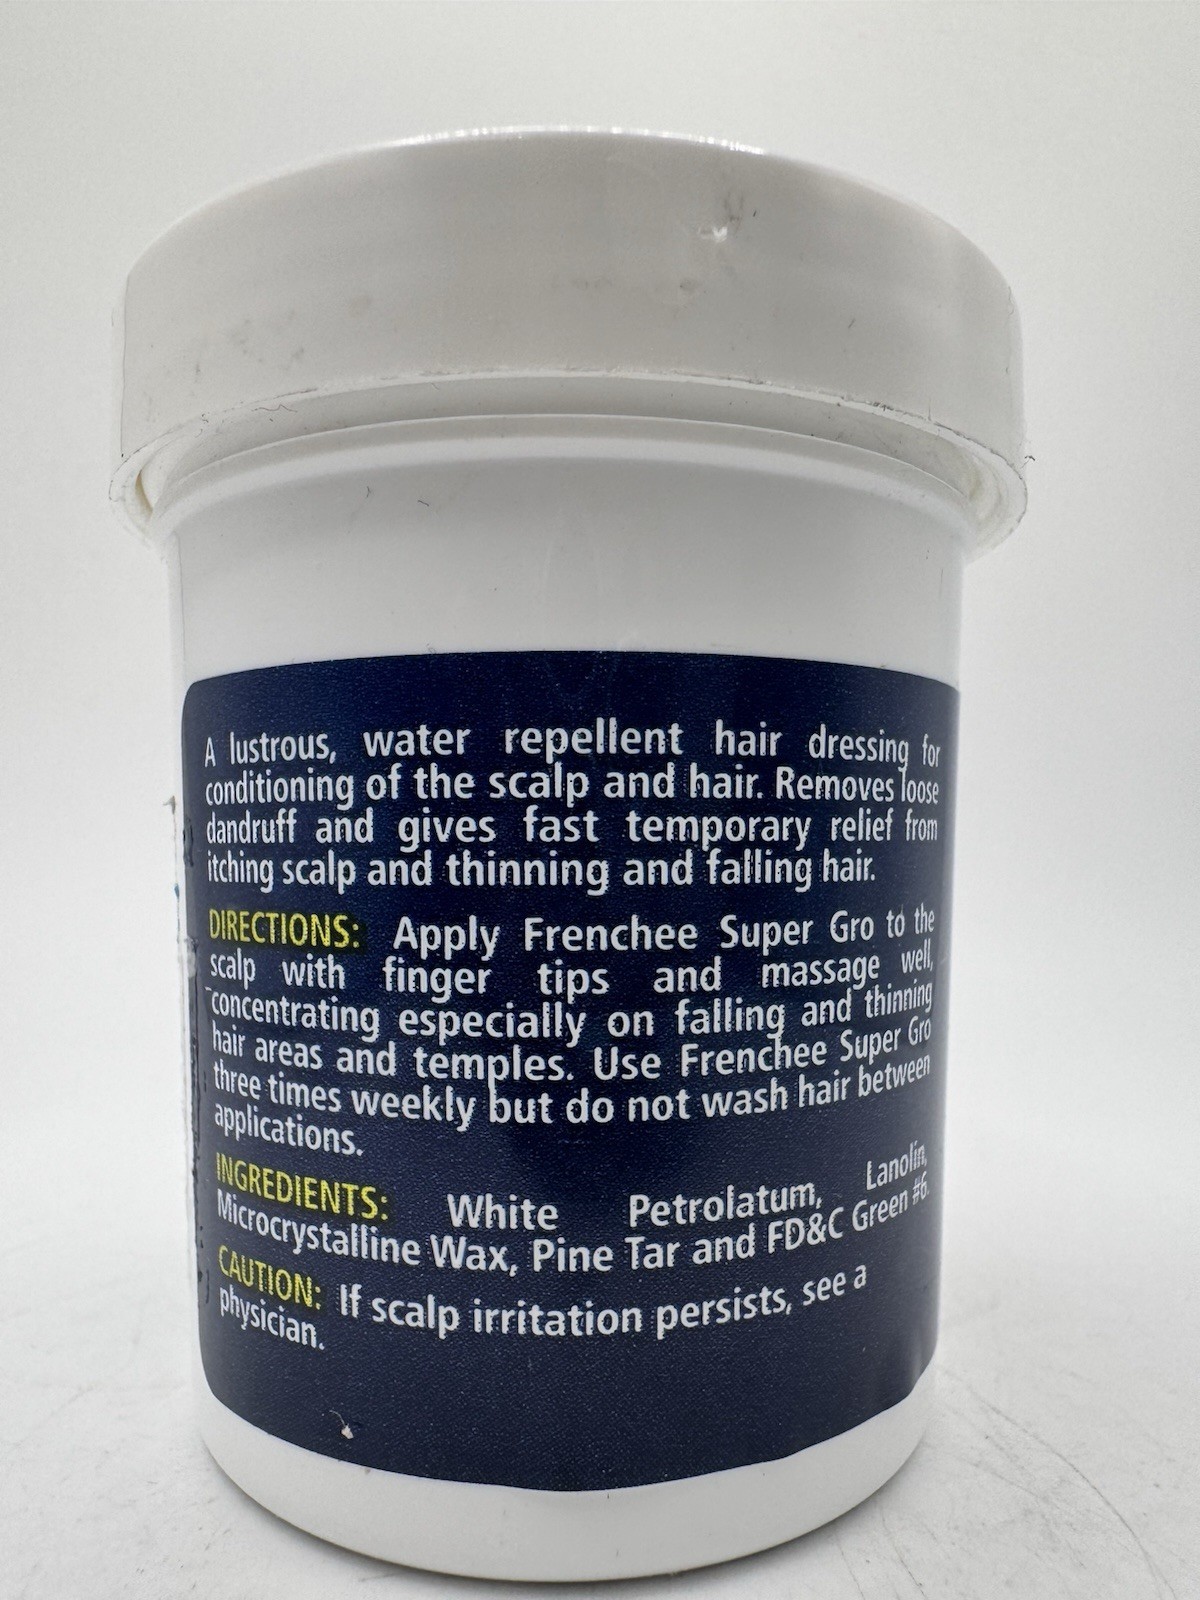 A lustrous, water repellent hair dressing for
conditioning of the scalp and hair. Removes loose
dandruff and gives fast temporary relief from
itching scalp and thinning and falling hair.
DIRECTIONS: Apply Frenchee Super Gro to the
scalp with finger tips and massage well,
concentrating especially on falling and thinning
hair areas and temples. Use Frenchee Super Gro
three times weekly but do not wash hair between
applications.
INGREDIENTS: White Petrolatum, Lanolin,
Microcrystalline Wax, Pine Tar and FD&C Green #6.
CAUTION: If scalp irritation persists, see a
physician.